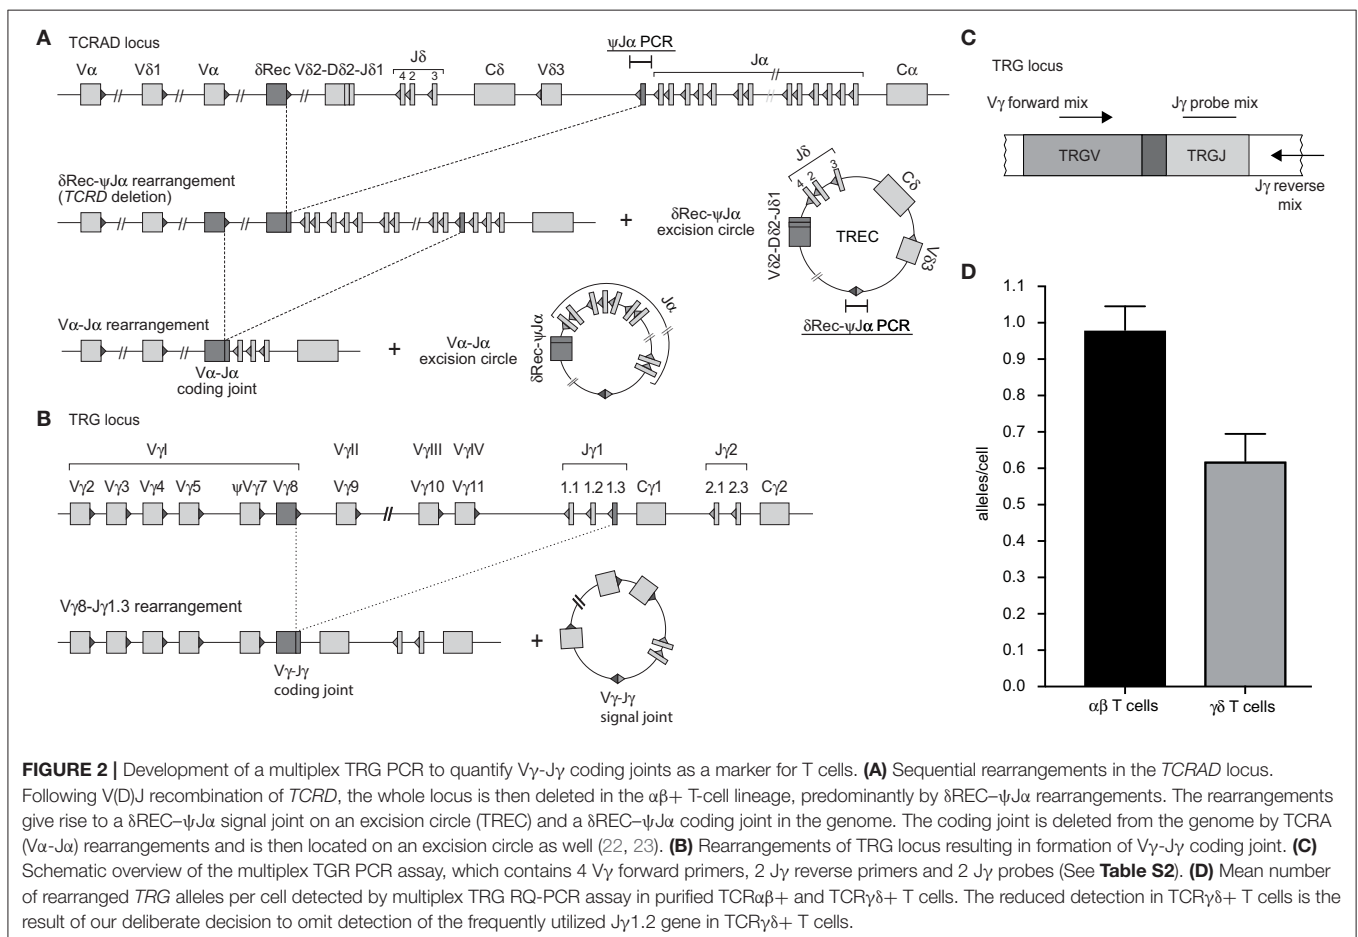 A TCRAD locus
Vα Vδ1 Vα δRec Vδ2-Dδ2-Jδ1 Jδ 4 2 3 Cδ Vδ3 ψJα PCR Jα Cα
δRec-ψJα rearrangement
(TCRD deletion)
+
δRec-ψJα
excision circle
Vδ2-Dδ2-Jδ1
Jδ
4 2 3
Cδ
Vδ3
TREC
δRec-ψJα PCR
Vα-Jα rearrangement
Vα-Jα
coding joint
+
Vα-Jα
excision circle
δRec-ψJα
Jα
B TRG locus
VγI VγII VγIII VγIV Jγ1 Jγ2
Vγ2 Vγ3 Vγ4 Vγ5 ψVγ7 Vγ8 Vγ9 Vγ10 Vγ11 1.1 1.2 1.3 Cγ1 2.1 2.3 Cγ2
Vγ8-Jγ1.3 rearrangement
Vγ-Jγ
coding joint
+
Vγ-Jγ
signal joint
C
TRG locus
Vγ forward mix Jγ probe mix
TRGV TRGJ
Jγ reverse
mix
D
1.1
1.0
0.9
0.8
0.7
0.6
0.5
0.4
0.3
0.2
0.1
0.0
alleles/cell
αβ T cells γδ T cells
FIGURE 2 | Development of a multiplex TRG PCR to quantify Vγ-Jγ coding joints as a marker for T cells. (A) Sequential rearrangements in the TCRAD locus.
Following V(D)J recombination of TCRD, the whole locus is then deleted in the αβ+ T-cell lineage, predominantly by δREC–ψJα rearrangements. The rearrangements
give rise to a δREC–ψJα signal joint on an excision circle (TREC) and a δREC–ψJα coding joint in the genome. The coding joint is deleted from the genome by TCRA
(Vα-Jα) rearrangements and is then located on an excision circle as well (22, 23). (B) Rearrangements of TRG locus resulting in formation of Vγ-Jγ coding joint. (C)
Schematic overview of the multiplex TGR PCR assay, which contains 4 Vγ forward primers, 2 Jγ reverse primers and 2 Jγ probes (See Table S2). (D) Mean number
of rearranged TRG alleles per cell detected by multiplex TRG RQ-PCR assay in purified TCRαβ+ and TCRγδ+ T cells. The reduced detection in TCRγδ+ T cells is the
result of our deliberate decision to omit detection of the frequently utilized Jγ1.2 gene in TCRγδ+ T cells.